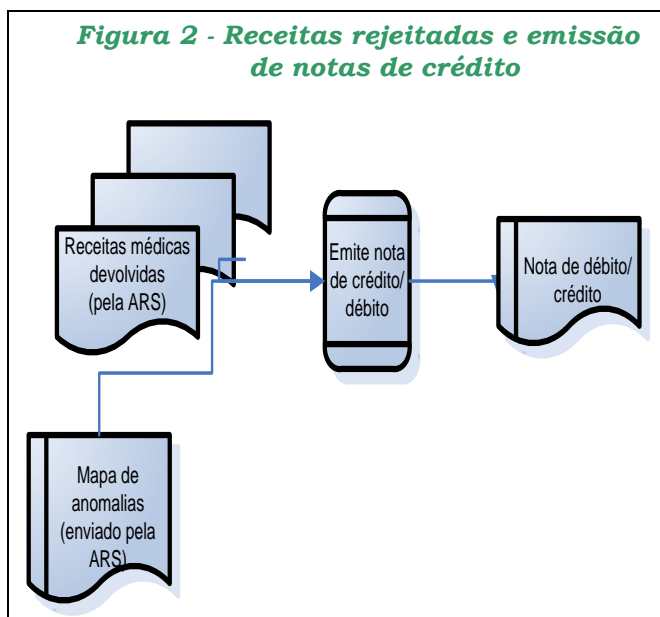 Figura 2 - Receitas rejeitadas e emissão
de notas de crédito
Receitas médicas
devolvidas
(pela ARS)
Emite nota
de crédito/
débito
Nota de débito/
crédito
Mapa de
anomalias
(enviado pela
ARS)